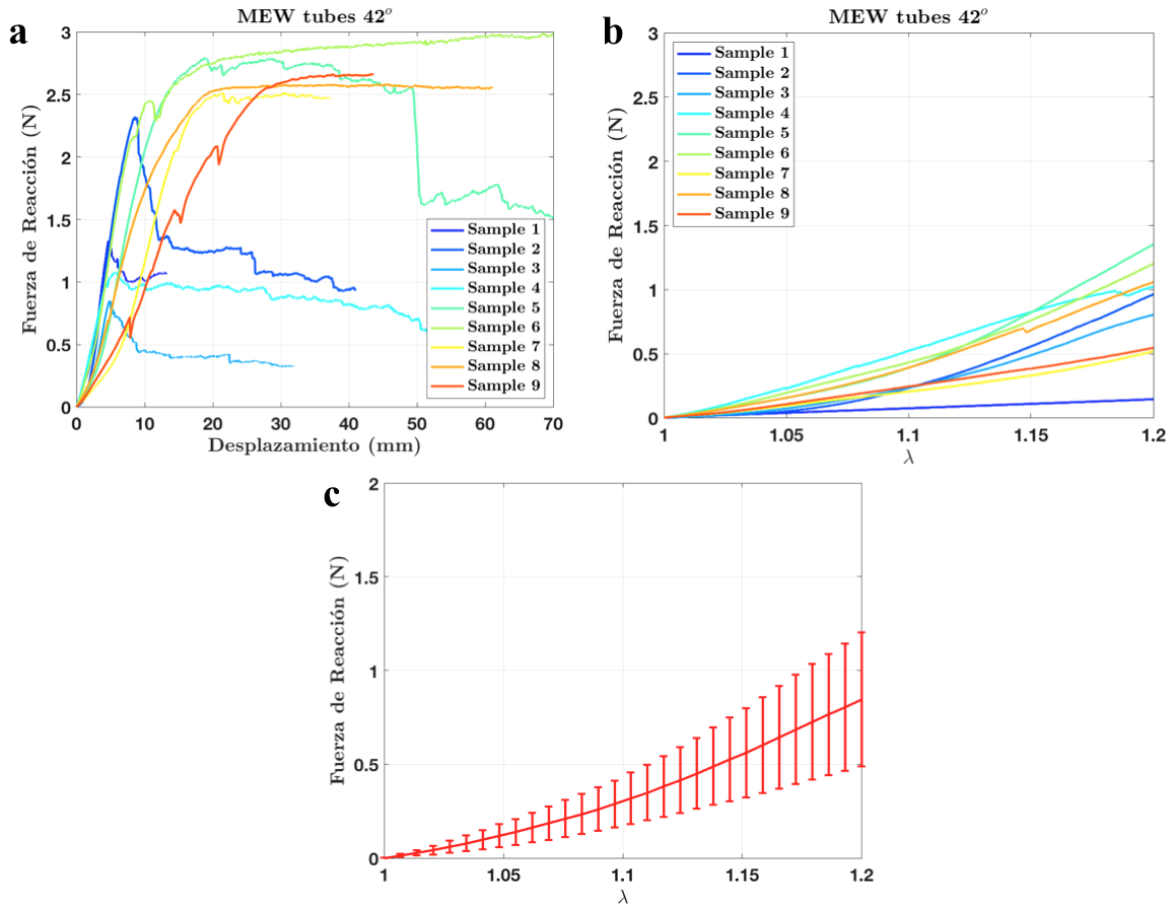 a
MEW tubes 42°
Fuerza de Reacción (N)
3
2.5
2
1.5
1
0.5
0
0 10 20 30 40 50 60 70
Desplazamiento (mm)
Sample 1
Sample 2
Sample 3
Sample 4
Sample 5
Sample 6
Sample 7
Sample 8
Sample 9
b
MEW tubes 42°
Fuerza de Reacción (N)
3
2.5
2
1.5
1
0.5
0
1 1.05 1.1 1.15 1.2
λ
Sample 1
Sample 2
Sample 3
Sample 4
Sample 5
Sample 6
Sample 7
Sample 8
Sample 9
c
Fuerza de Reacción (N)
2
1.5
1
0.5
0
1 1.05 1.1 1.15 1.2
λ